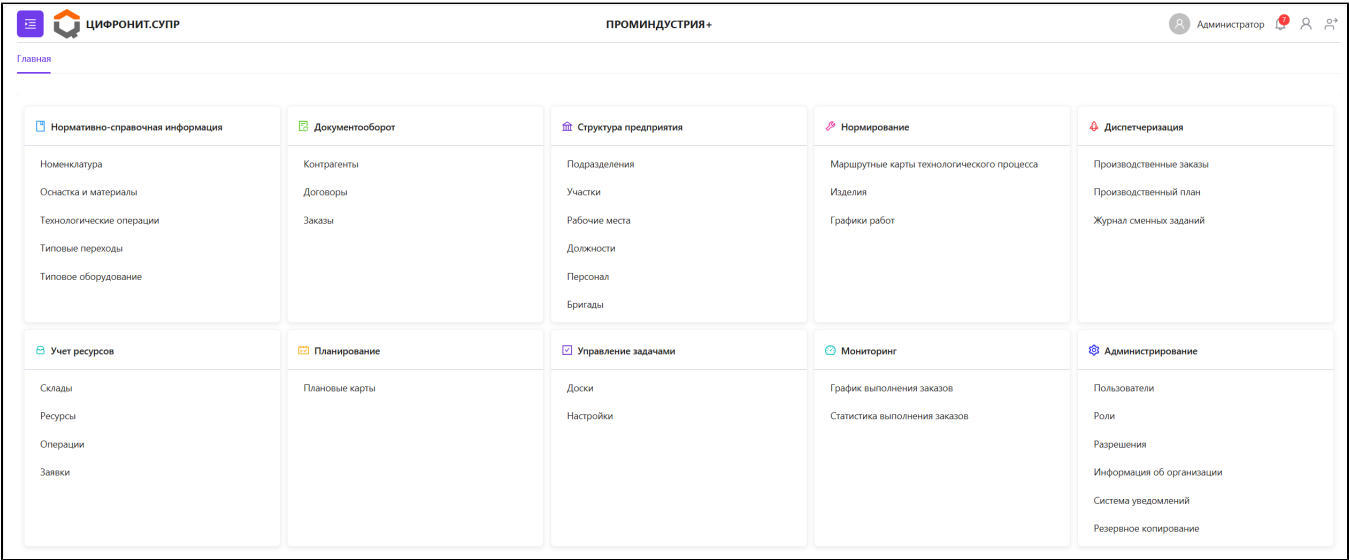 ЦИФРОНИТ.СУПР
ПРОМИНДУСТРИЯ+
Администратор
7
Главная
Нормативно-справочная информация
Номенклатура
Оснастка и материалы
Технологические операции
Типовые переходы
Типовое оборудование
Документооборот
Контрагенты
Договоры
Заказы
Структура предприятия
Подразделения
Участки
Рабочие места
Должности
Персонал
Бригады
Нормирование
Маршрутные карты технологического процесса
Изделия
Графики работ
Диспетчеризация
Производственные заказы
Производственный план
Журнал сменных заданий
Учет ресурсов
Склады
Ресурсы
Операции
Заявки
Планирование
Плановые карты
Управление задачами
Доски
Настройки
Мониторинг
График выполнения заказов
Статистика выполнения заказов
Администрирование
Пользователи
Роли
Разрешения
Информация об организации
Система уведомлений
Резервное копирование